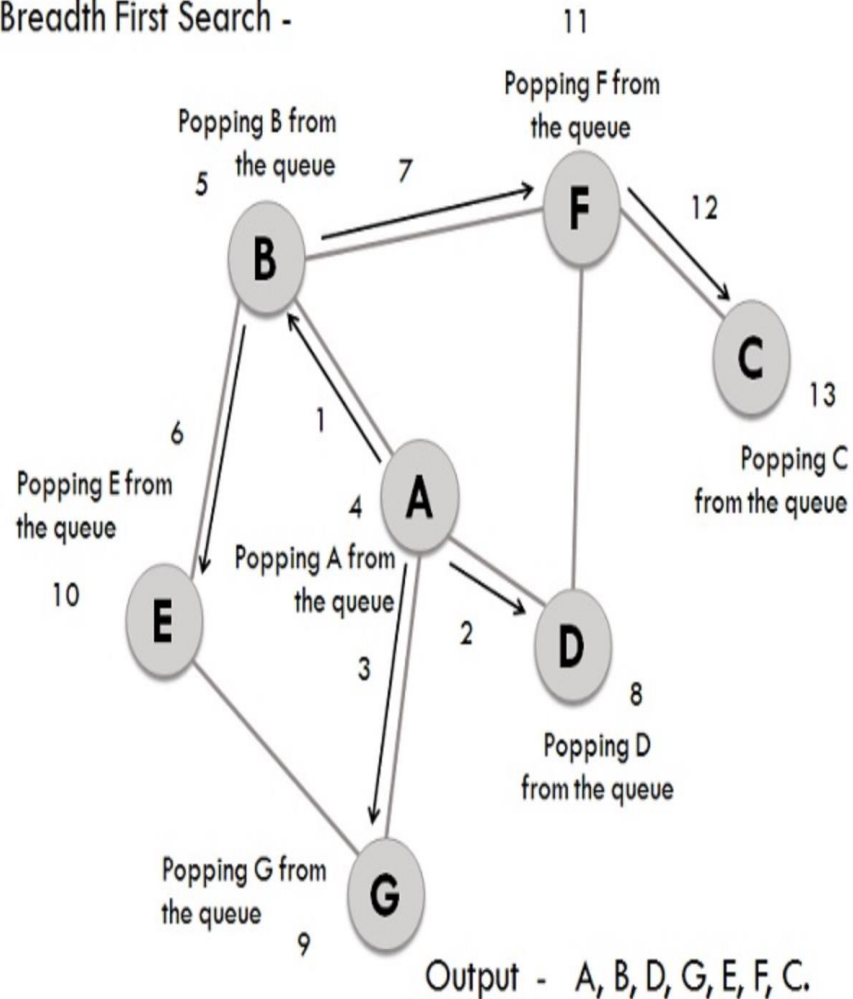 Breadth First Search -
11
Popping F from
the queue
Popping B from
the queue
5
7
F
12
B
C
13
1
6
Popping C
from the queue
Popping E from
the queue
A
4
Popping A from
the queue
10
E
2
D
3
8
Popping D
from the queue
Popping G from
the queue
G
9
Output - A, B, D, G, E, F, C.